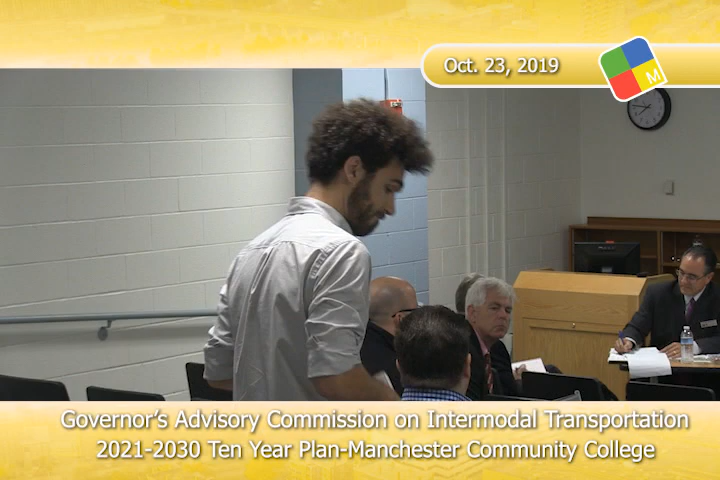 Oct. 23, 2019
M
Governor's Advisory Commission on Intermodal Transportation
2021-2030 Ten Year Plan-Manchester Community College